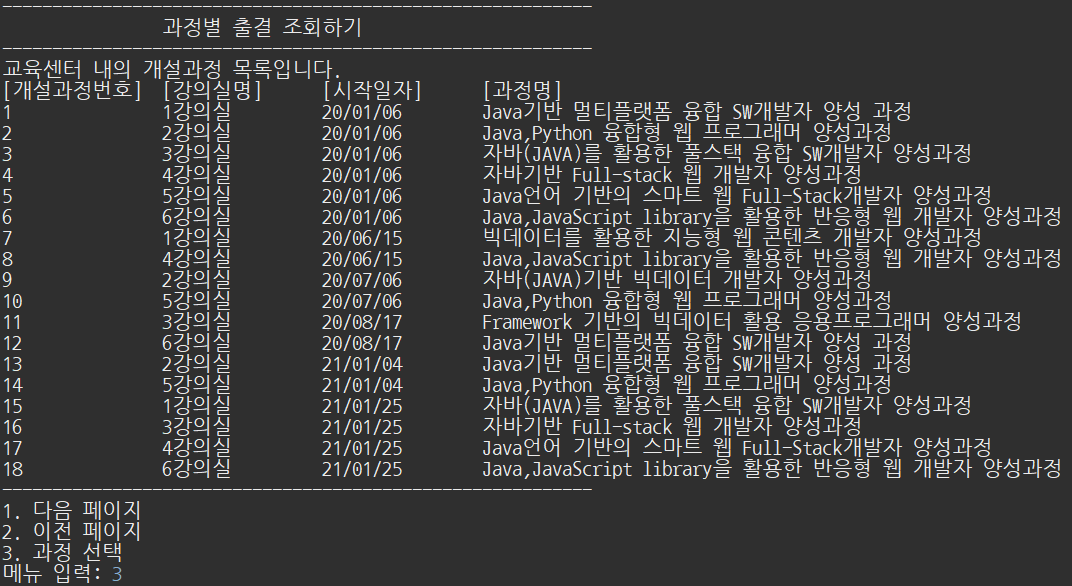 ------------------------------------------------------------
과정별 출결 조회하기
------------------------------------------------------------
교육센터 내의 개설과정 목록입니다.
[개설과정번호] [강의실명] [시작일자] [과정명]
1 1강의실 20/01/06 Java기반 멀티플랫폼 융합 SW개발자 양성 과정
2 2강의실 20/01/06 Java,Python 융합형 웹 프로그래머 양성과정
3 3강의실 20/01/06 자바(JAVA)를 활용한 풀스택 융합 SW개발자 양성과정
4 4강의실 20/01/06 자바기반 Full-stack 웹 개발자 양성과정
5 5강의실 20/01/06 Java언어 기반의 스마트 웹 Full-Stack개발자 양성과정
6 6강의실 20/01/06 Java,JavaScript library을 활용한 반응형 웹 개발자 양성과정
7 1강의실 20/06/15 빅데이터를 활용한 지능형 웹 콘텐츠 개발자 양성과정
8 4강의실 20/06/15 Java,JavaScript library을 활용한 반응형 웹 개발자 양성과정
9 2강의실 20/07/06 자바(JAVA)기반 빅데이터 개발자 양성과정
10 5강의실 20/07/06 Java,Python 융합형 웹 프로그래머 양성과정
11 3강의실 20/08/17 Framework 기반의 빅데이터 활용 응용프로그래머 양성과정
12 6강의실 20/08/17 Java기반 멀티플랫폼 융합 SW개발자 양성 과정
13 2강의실 21/01/04 Java기반 멀티플랫폼 융합 SW개발자 양성 과정
14 5강의실 21/01/04 Java,Python 융합형 웹 프로그래머 양성과정
15 1강의실 21/01/25 자바(JAVA)를 활용한 풀스택 융합 SW개발자 양성과정
16 3강의실 21/01/25 자바기반 Full-stack 웹 개발자 양성과정
17 4강의실 21/01/25 Java언어 기반의 스마트 웹 Full-Stack개발자 양성과정
18 6강의실 21/01/25 Java,JavaScript library을 활용한 반응형 웹 개발자 양성과정
------------------------------------------------------------
1. 다음 페이지
2. 이전 페이지
3. 과정 선택
메뉴 입력: 3